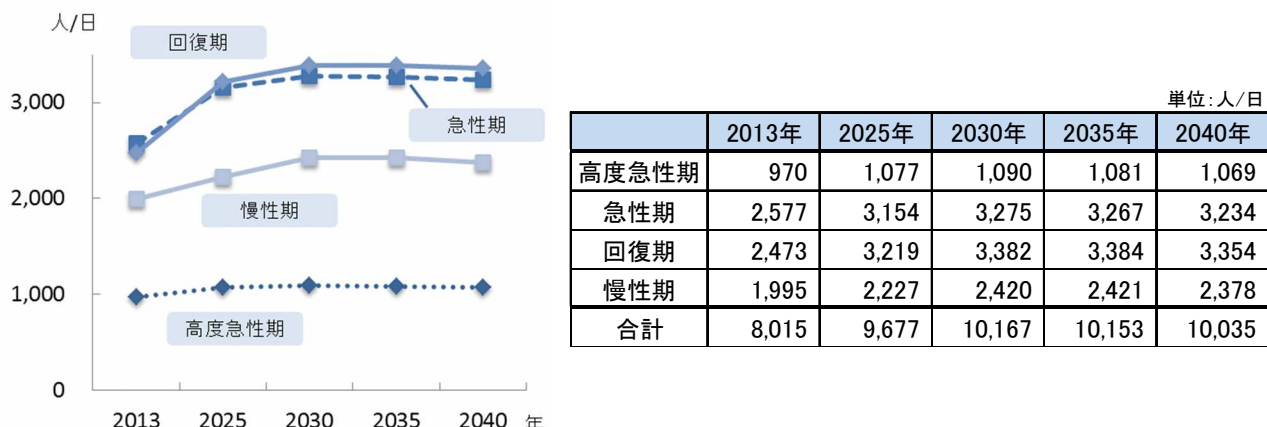 人/日
回復期
3,000
急性期
2,000
慢性期
1,000
高度急性期
0
2013 2025 2030 2035 2040 年
単位:人/日
2013年 2025年 2030年 2035年 2040年
高度急性期 970 1,077 1,090 1,081 1,069
急性期 2,577 3,154 3,275 3,267 3,234
回復期 2,473 3,219 3,382 3,384 3,354
慢性期 1,995 2,227 2,420 2,421 2,378
合計 8,015 9,677 10,167 10,153 10,035